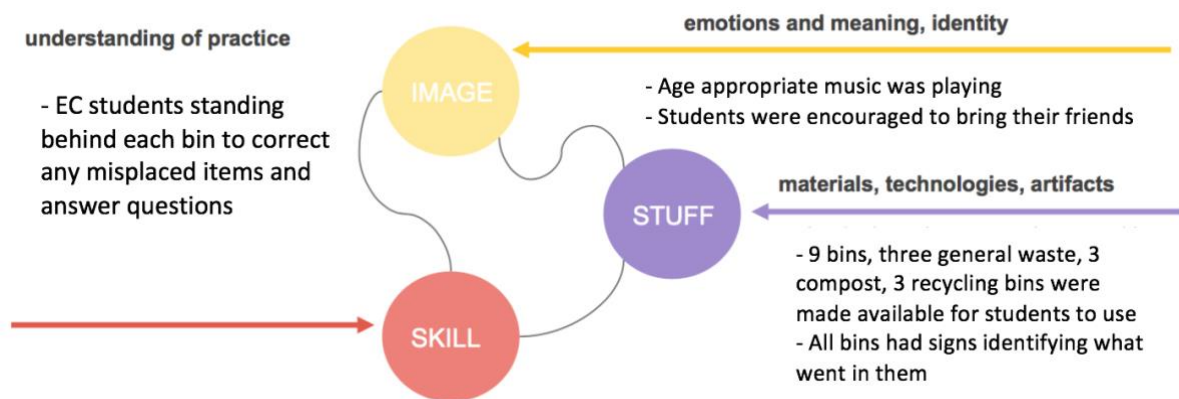 understanding of practice
- EC students standing
behind each bin to correct
any misplaced items and
answer questions
IMAGE
emotions and meaning, identity
- Age appropriate music was playing
- Students were encouraged to bring their friends
STUFF
materials, technologies, artifacts
- 9 bins, three general waste, 3
compost, 3 recycling bins were
made available for students to use
- All bins had signs identifying what
went in them
SKILL